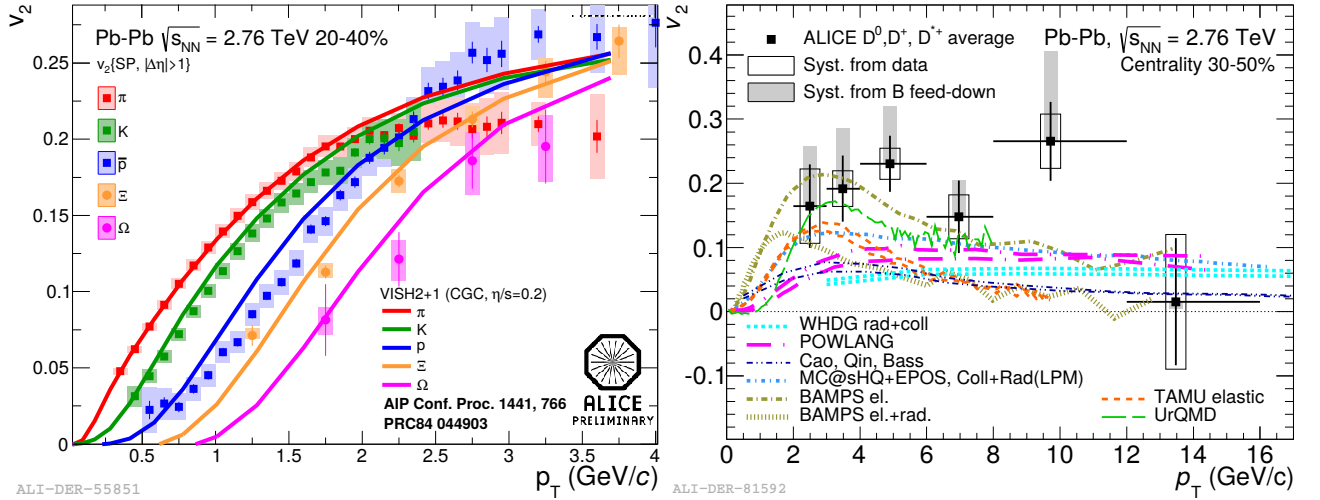 v2
Pb-Pb √sNN = 2.76 TeV 20-40%
v2{SP, |Δη|>1}
π
K
p̄
Ξ
Ω
0.25
0.2
0.15
0.1
0.05
0
VISH2+1 (CGC, η/s=0.2)
π
K
p
Ξ
Ω
AIP Conf. Proc. 1441, 766
PRC84 044903
ALICE
PRELIMINARY
0.5 1 1.5 2 2.5 3 3.5 4
pT (GeV/c)
ALI-DER-55851
v2
ALICE D0,D+, D*+ average
Syst. from data
Syst. from B feed-down
Pb-Pb, √sNN = 2.76 TeV
Centrality 30-50%
0.4
0.3
0.2
0.1
0
-0.1
WHDG rad+coll
POWLANG
Cao, Qin, Bass
MC@sHQ+EPOS, Coll+Rad(LPM)
BAMPS el.
BAMPS el.+rad.
TAMU elastic
UrQMD
0 2 4 6 8 10 12 14 16
pT (GeV/c)
ALI-DER-81592